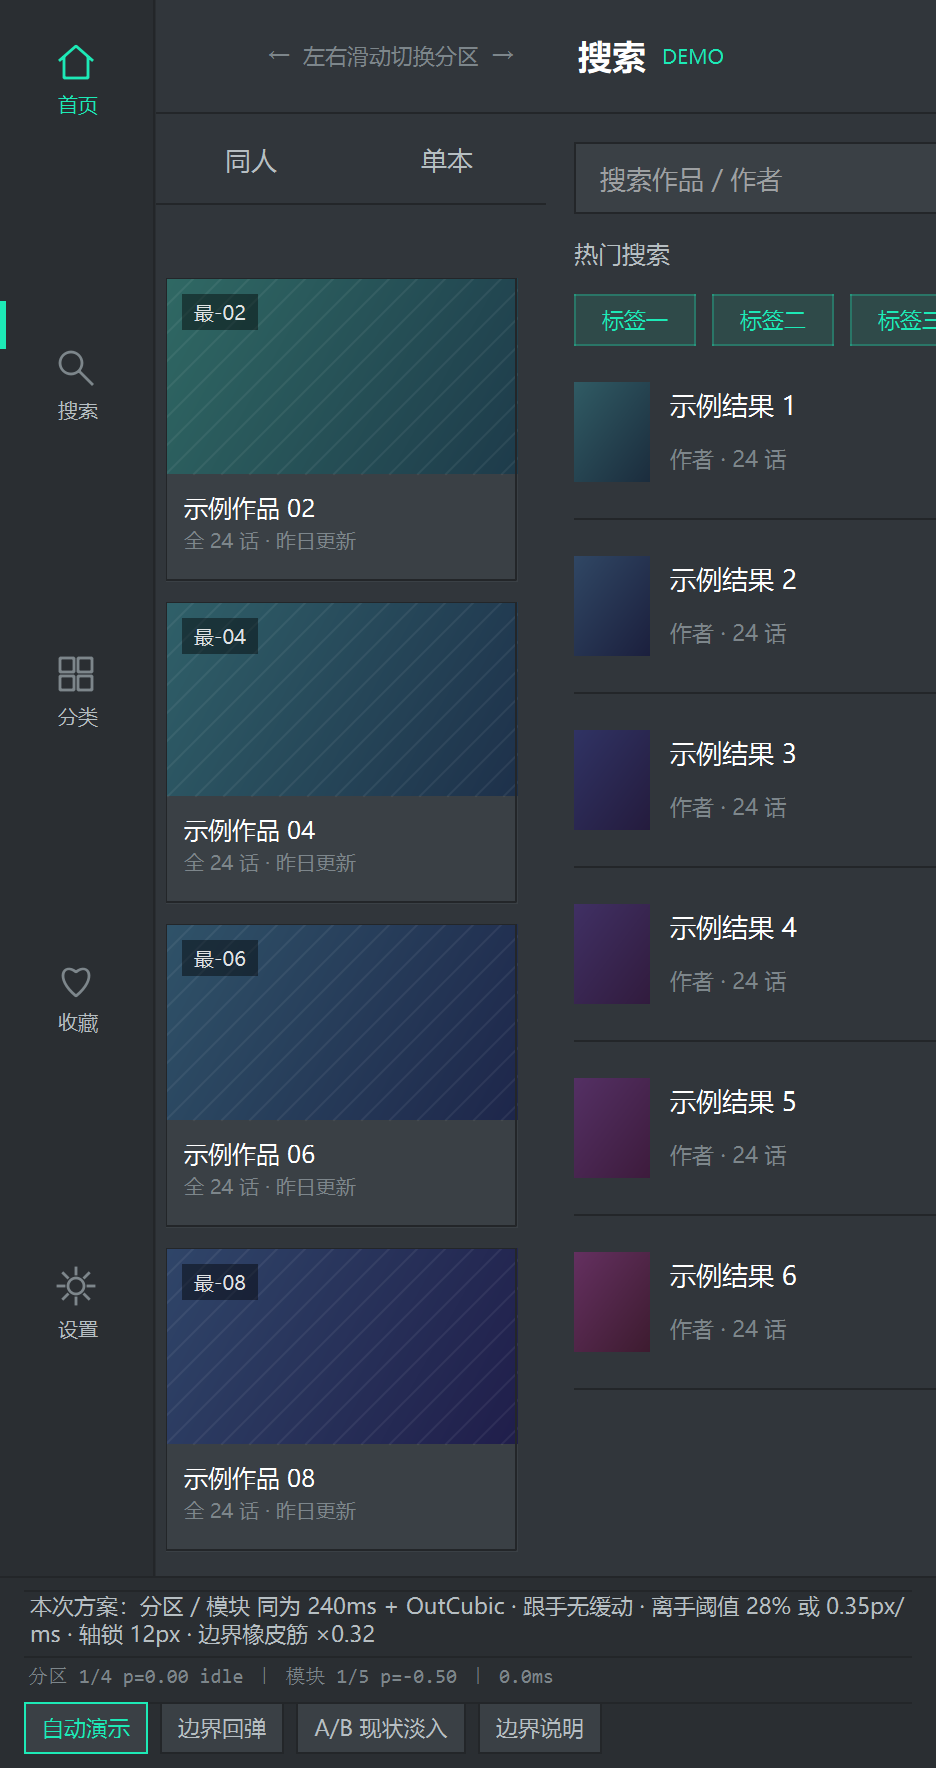 首页
搜索
分类
收藏
设置
← 左右滑动切换分区 →
同人 单本
最-02
示例作品 02
全 24 话 · 昨日更新
最-04
示例作品 04
全 24 话 · 昨日更新
最-06
示例作品 06
全 24 话 · 昨日更新
最-08
示例作品 08
全 24 话 · 昨日更新
搜索 DEMO
搜索作品 / 作者
热门搜索
标签一 标签二 标签三
示例结果 1
作者 · 24 话
示例结果 2
作者 · 24 话
示例结果 3
作者 · 24 话
示例结果 4
作者 · 24 话
示例结果 5
作者 · 24 话
示例结果 6
作者 · 24 话
本次方案：分区 / 模块 同为 240ms + OutCubic · 跟手无缓动 · 离手阈值 28% 或 0.35px/
ms · 轴锁 12px · 边界橡皮筋 ×0.32
分区 1/4 p=0.00 idle | 模块 1/5 p=-0.50 | 0.0ms
自动演示 边界回弹 A/B 现状淡入 边界说明